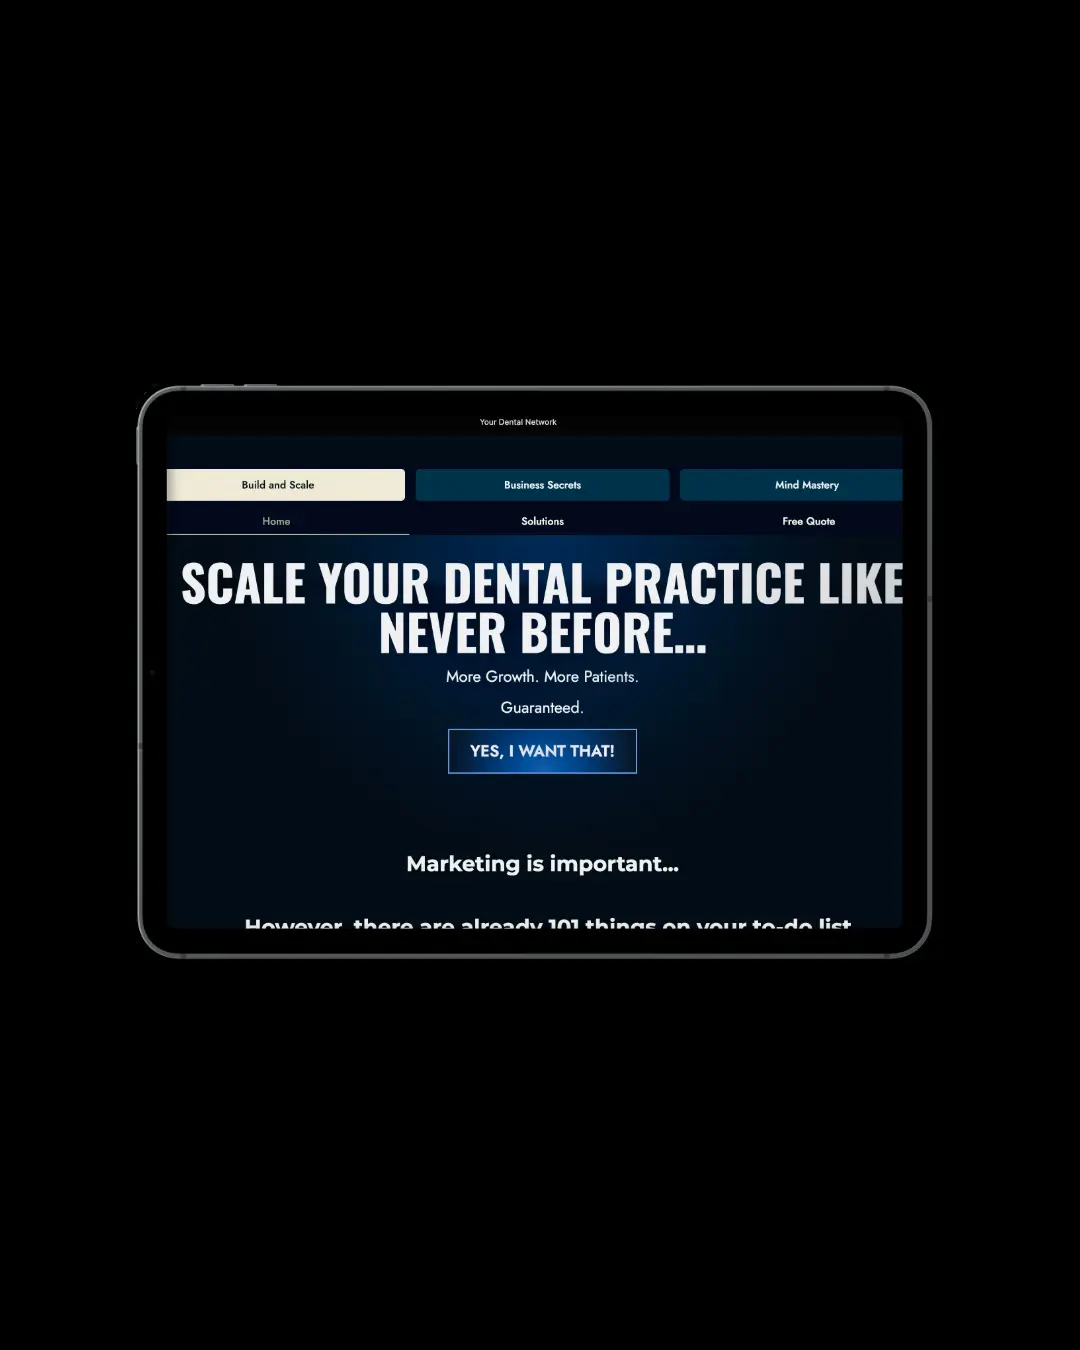 Your Dental Network
Build and Scale
Business Secrets
Mind Mastery
Home
Solutions
Free Quote
SCALE YOUR DENTAL PRACTICE LIKE
NEVER BEFORE...
More Growth. More Patients.
Guaranteed.
YES, I WANT THAT!
Marketing is important...
However, there are already 101 things on your to-do list